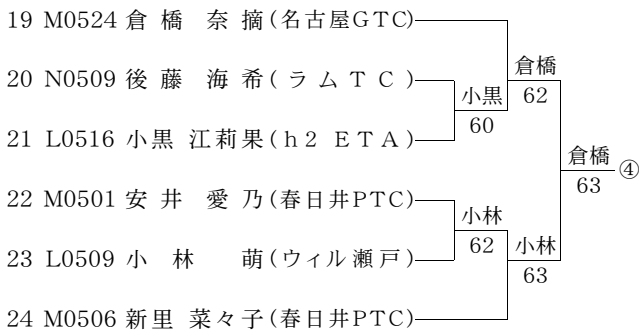 19 M0524 倉橋 奈摘(名古屋GTC)
倉橋
20 N0509 後藤 海希(ラムTC)
小黒
62
60
21 L0516 小黒 江莉果(h2 ETA)
倉橋
④
63
22 M0501 安井 愛乃(春日井PTC)
小林
62
小林
23 L0509 小林 萌(ウィル瀬戸)
63
24 M0506 新里 菜々子(春日井PTC)